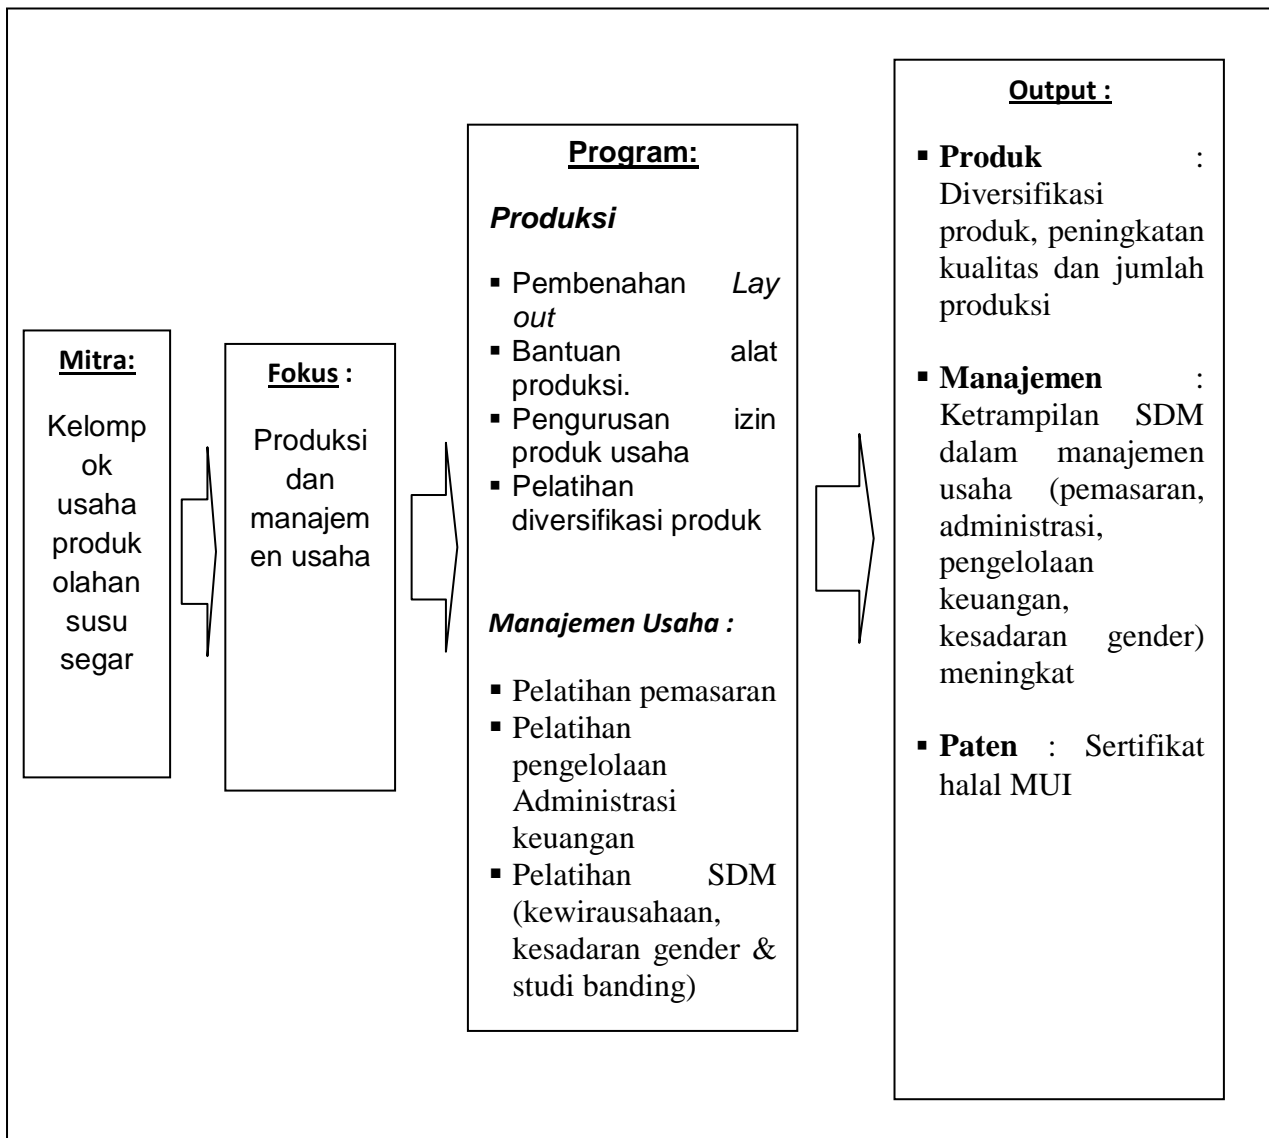 Mitra:
Kelomp
ok
usaha
produk
olahan
susu
segar
Fokus :
Produksi
dan
manajem
en usaha
Program:
Produksi
▪ Pembenahan Lay
out
▪ Bantuan alat
produksi.
▪ Pengurusan izin
produk usaha
▪ Pelatihan
diversifikasi produk
Manajemen Usaha :
▪ Pelatihan pemasaran
▪ Pelatihan
pengelolaan
Administrasi
keuangan
▪ Pelatihan SDM
(kewirausahaan,
kesadaran gender &
studi banding)
Output :
▪ Produk :
Diversifikasi
produk, peningkatan
kualitas dan jumlah
produksi
▪ Manajemen :
Ketrampilan SDM
dalam manajemen
usaha (pemasaran,
administrasi,
pengelolaan
keuangan,
kesadaran gender)
meningkat
▪ Paten : Sertifikat
halal MUI